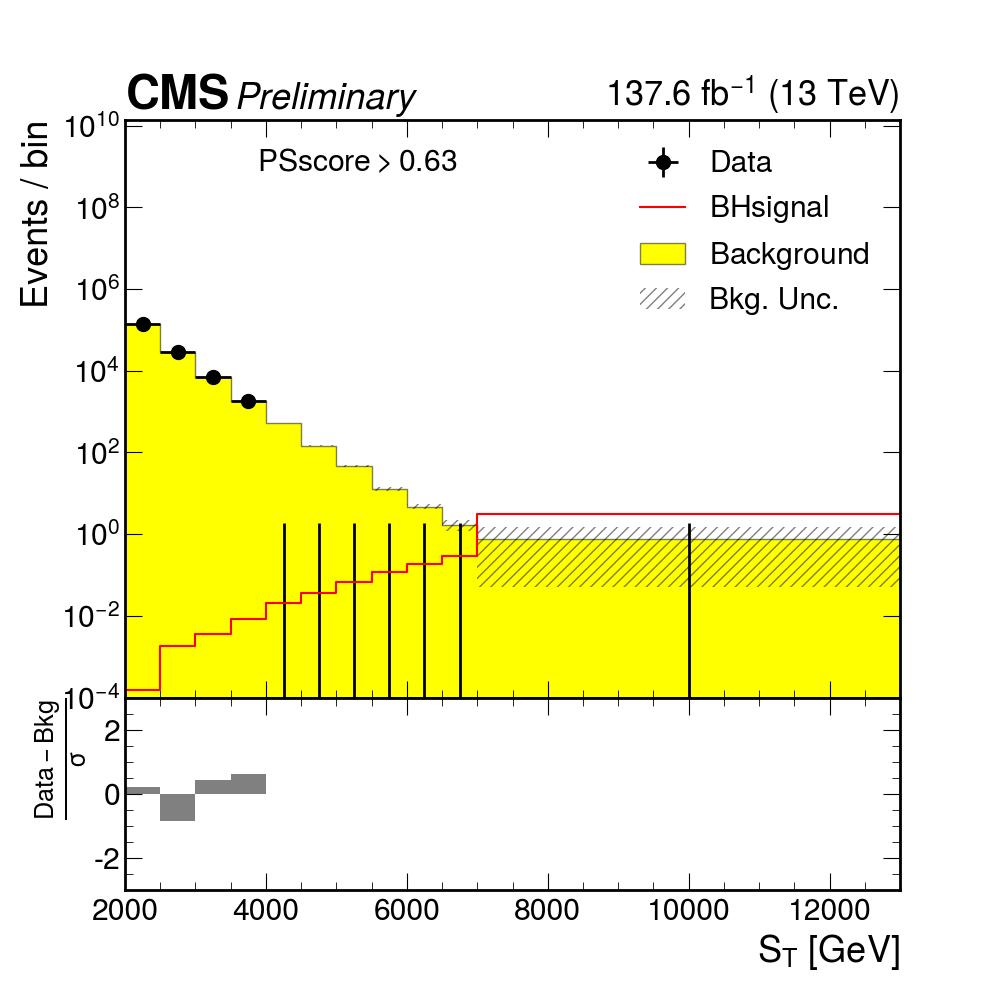 CMS Preliminary 137.6 fb⁻¹ (13 TeV)
Events / bin
10¹⁰
10⁸
10⁶
10⁴
10²
10⁰
10⁻²
10⁻⁴
PSscore > 0.63
Data
BHsignal
Background
Bkg. Unc.
Data – Bkg
σ
2
0
-2
2000 4000 6000 8000 10000 12000
S_T [GeV]